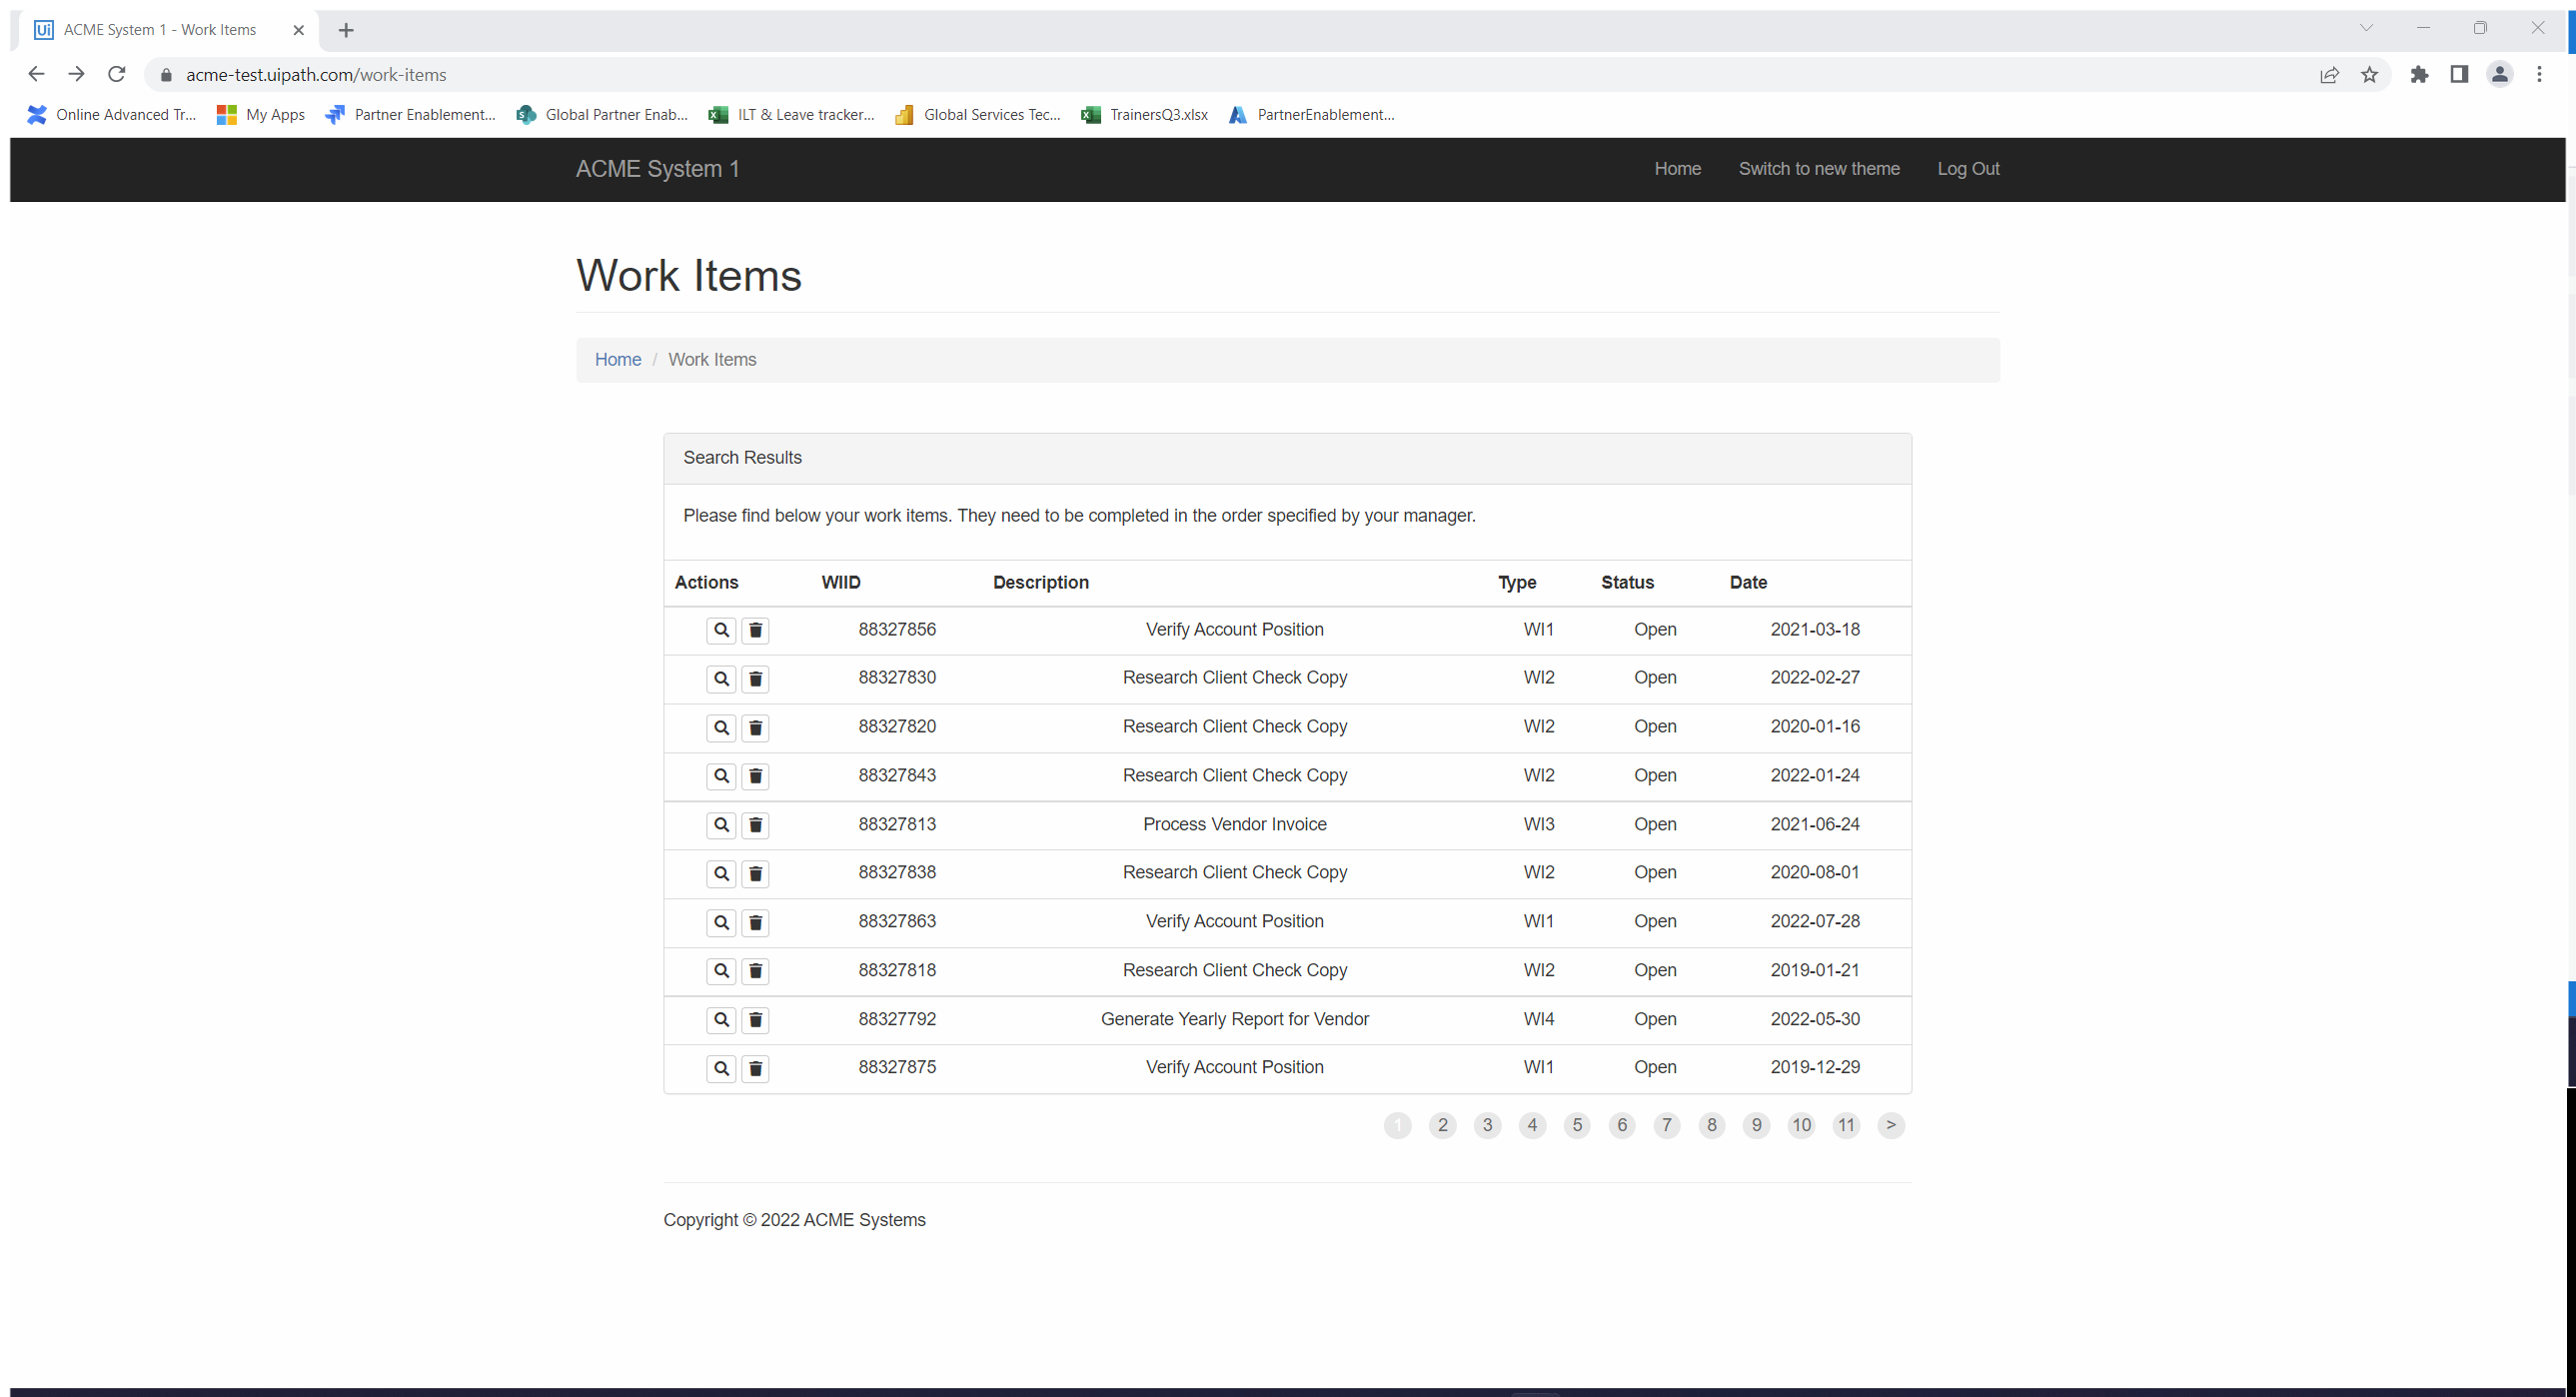 Ui ACME System 1 - Work Items
acme-test.uipath.com/work-items
Online Advanced Tr... My Apps Partner Enablement... Global Partner Enab... ILT & Leave tracker... Global Services Tec... TrainersQ3.xlsx PartnerEnablement...
ACME System 1 Home Switch to new theme Log Out
Work Items
Home / Work Items
Search Results
Please find below your work items. They need to be completed in the order specified by your manager.
Actions WIID Description Type Status Date
88327856 Verify Account Position WI1 Open 2021-03-18
88327830 Research Client Check Copy WI2 Open 2022-02-27
88327820 Research Client Check Copy WI2 Open 2020-01-16
88327843 Research Client Check Copy WI2 Open 2022-01-24
88327813 Process Vendor Invoice WI3 Open 2021-06-24
88327838 Research Client Check Copy WI2 Open 2020-08-01
88327863 Verify Account Position WI1 Open 2022-07-28
88327818 Research Client Check Copy WI2 Open 2019-01-21
88327792 Generate Yearly Report for Vendor WI4 Open 2022-05-30
88327875 Verify Account Position WI1 Open 2019-12-29
1 2 3 4 5 6 7 8 9 10 11 >
Copyright © 2022 ACME Systems